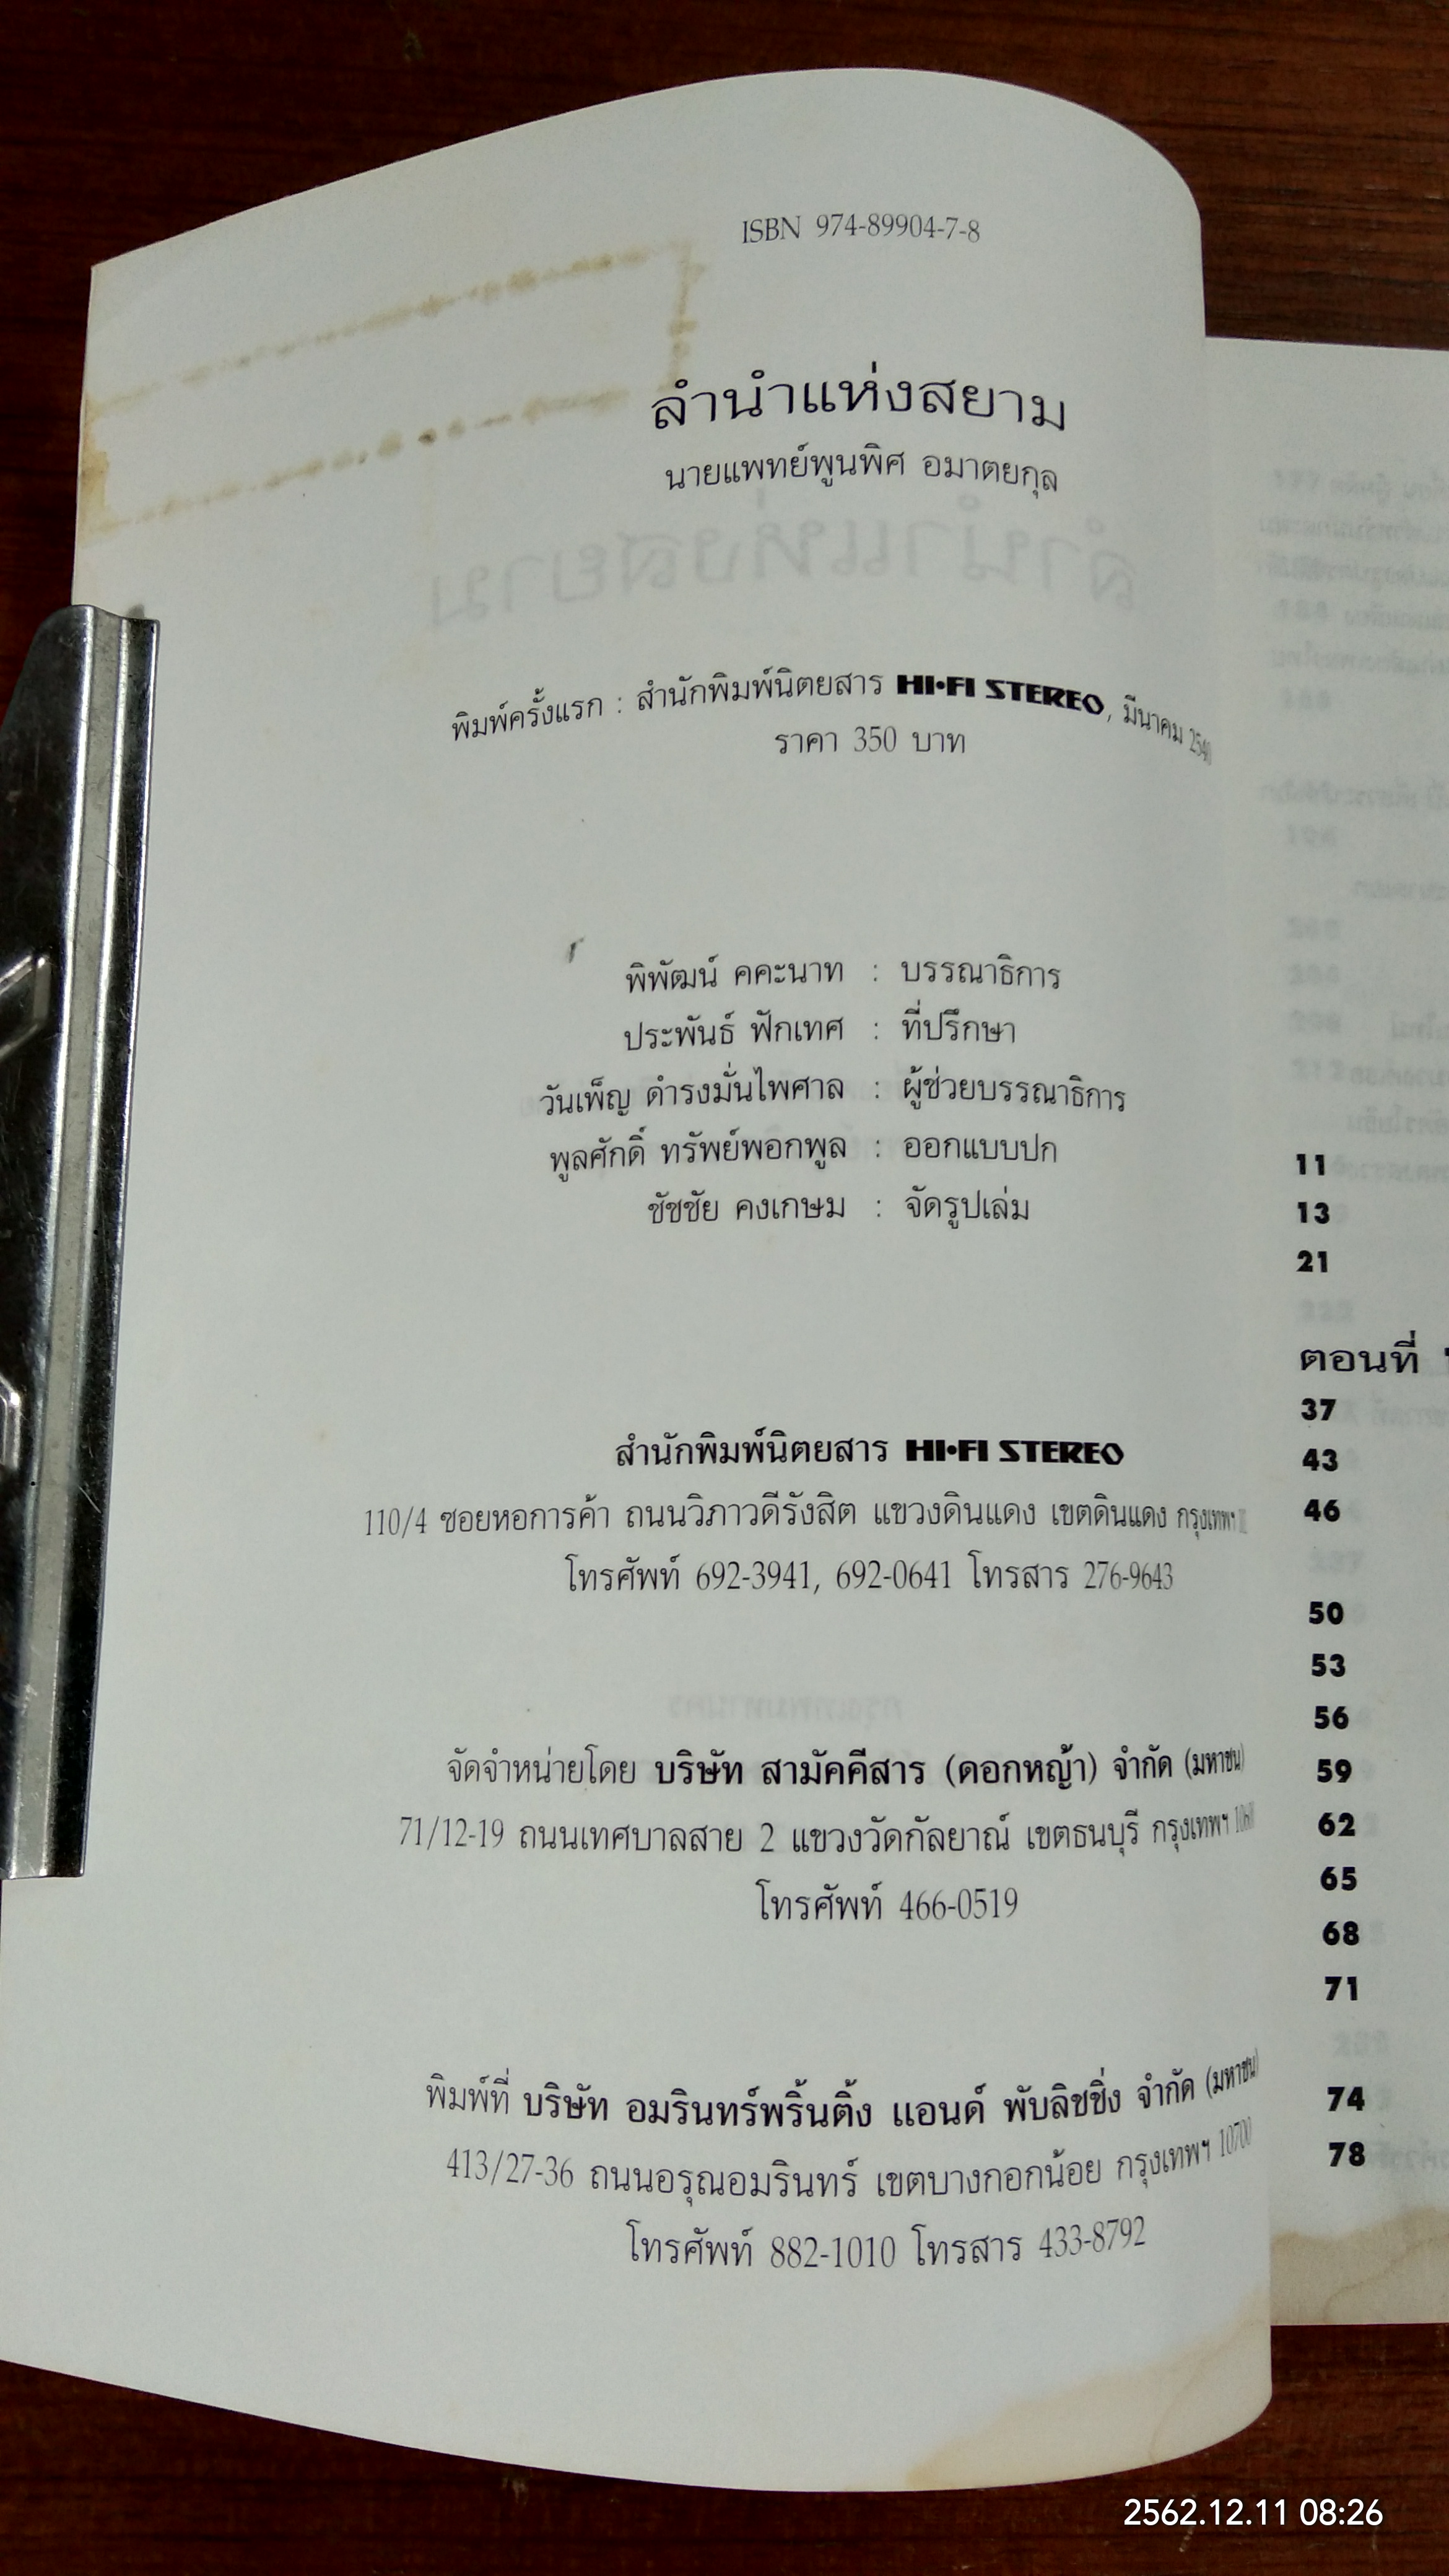 ISBN 974-89904-7-8
ลำนำแห่งสยาม
นายแพทย์พูนพิศ อมาตยกุล
พิมพ์ครั้งแรก : สำนักพิมพ์นิตยสาร HI•FI STEREO, มีนาคม 2540
ราคา 350 บาท
พิพัฒน์ คคะนาท : บรรณาธิการ
ประพันธ์ ฟักเทศ : ที่ปรึกษา
วันเพ็ญ ดำรงมั่นไพศาล : ผู้ช่วยบรรณาธิการ
พูลศักดิ์ ทรัพย์พอกพูล : ออกแบบปก
ชัชชัย คงเกษม : จัดรูปเล่ม
สำนักพิมพ์นิตยสาร HI•FI STEREO
110/4 ซอยหอการค้า ถนนวิภาวดีรังสิต แขวงดินแดง เขตดินแดง กรุงเทพฯ
โทรศัพท์ 692-3941, 692-0641 โทรสาร 276-9643
จัดจำหน่ายโดย บริษัท สามัคคีสาร (ดอกหญ้า) จำกัด (มหาชน)
71/12-19 ถนนเทศบาลสาย 2 แขวงวัดกัลยาณ์ เขตธนบุรี กรุงเทพฯ
โทรศัพท์ 466-0519
พิมพ์ที่ บริษัท อมรินทร์พริ้นติ้ง แอนด์ พับลิชชิ่ง จำกัด (มหาชน)
413/27-36 ถนนอรุณอมรินทร์ เขตบางกอกน้อย กรุงเทพฯ 10700
โทรศัพท์ 882-1010 โทรสาร 433-8792
11
13
21
ตอนที่
37
43
46
50
53
56
59
62
65
68
71
74
78
2562.12.11 08:26